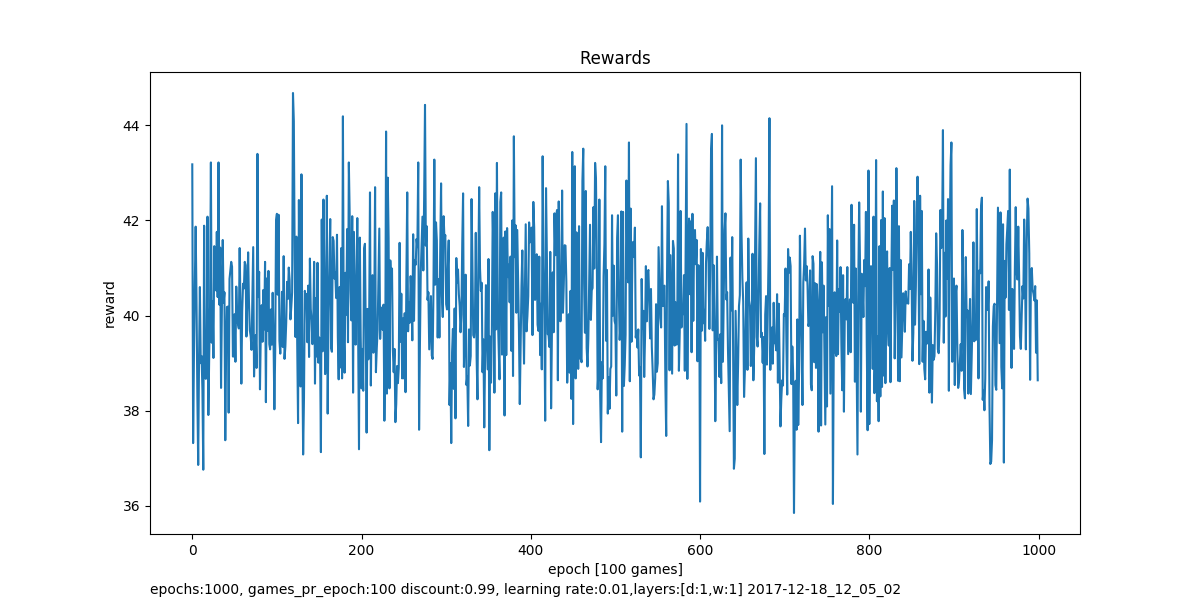 Rewards
44
42
40
38
36
reward
0 200 400 600 800 1000
epoch [100 games]
epochs:1000, games_pr_epoch:100 discount:0.99, learning rate:0.01,layers:[d:1,w:1] 2017-12-18_12_05_02